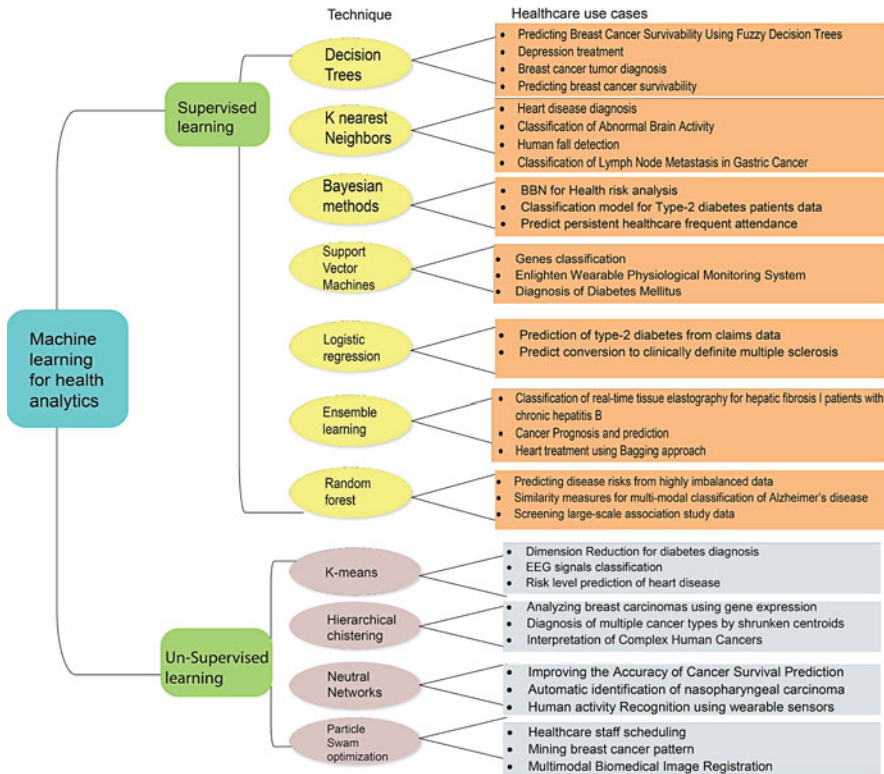 Technique
Healthcare use cases
Machine
learning
for health
analytics
Supervised
learning
Decision
Trees
• Predicting Breast Cancer Survivability Using Fuzzy Decision Trees
• Depression treatment
• Breast cancer tumor diagnosis
• Predicting breast cancer survivability
K nearest
Neighbors
• Heart disease diagnosis
• Classification of Abnormal Brain Activity
• Human fall detection
• Classification of Lymph Node Metastasis in Gastric Cancer
Bayesian
methods
• BBN for Health risk analysis
• Classification model for Type-2 diabetes patients data
• Predict persistent healthcare frequent attendance
Support
Vector
Machines
• Genes classification
• Enlighten Wearable Physiological Monitoring System
• Diagnosis of Diabetes Mellitus
Logistic
regression
• Prediction of type-2 diabetes from claims data
• Predict conversion to clinically definite multiple sclerosis
Ensemble
learning
• Classification of real-time tissue elastography for hepatic fibrosis I patients with
chronic hepatitis B
• Cancer Prognosis and prediction
• Heart treatment using Bagging approach
Random
forest
• Predicting disease risks from highly imbalanced data
• Similarity measures for multi-modal classification of Alzheimer's disease
• Screening large-scale association study data
Un-Supervised
learning
K-means
• Dimension Reduction for diabetes diagnosis
• EEG signals classification
• Risk level prediction of heart disease
Hierarchical
chistering
• Analyzing breast carcinomas using gene expression
• Diagnosis of multiple cancer types by shrunken centroids
• Interpretation of Complex Human Cancers
Neutral
Networks
• Improving the Accuracy of Cancer Survival Prediction
• Automatic identification of nasopharyngeal carcinoma
• Human activity Recognition using wearable sensors
Particle
Swam
optimization
• Healthcare staff scheduling
• Mining breast cancer pattern
• Multimodal Biomedical Image Registration